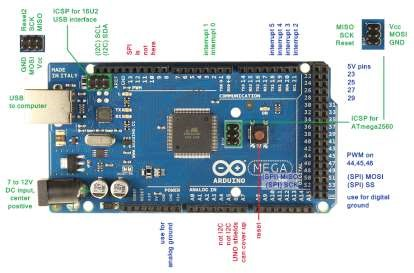 Reset2
SCK
MISO
GND
MOSI
Vcc
ICSP for 16U2
USB interface
(I2C) SCL
(I2C) SDA
SPI
is
not
here
interrupt 1
interrupt 0
interrupt 5
interrupt 4
interrupt 3
interrupt 2
MISO
SCK
Reset
Vcc
MOSI
GND
MADE
IN ITALY
PWM
COMMUNICATION
USB
to computer
5V pins
23
25
27
29
ICSP for
ATmega2560
7 to 12V
DC input,
center
positive
ARDUINO
MEGA
(SPI) MISO
(SPI) SCK
PWM on
44,45,46
(SPI) MOSI
(SPI) SS
use for digital
ground
POWER
ANALOG IN
use for
analog ground
not I2C
not I2C
UNO shields
can cover-up
reset